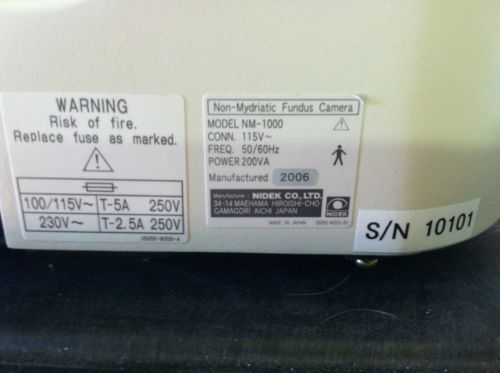 WARNING
Risk of fire.
Replace fuse as marked.
100/115V~ T-5A 250V
230V~ T-2.5A 250V
Non-Mydriatic Fundus Camera
MODEL NM-1000
CONN. 115V~
FREQ. 50/60Hz
POWER 200VA
Manufactured 2006
Manufacturer : NIDEK CO., LTD.
34-14 MAEHAMA HIROISHI-CHO
GAMAGORI AICHI JAPAN
NIDEK
MADE IN JAPAN
S/N 10101